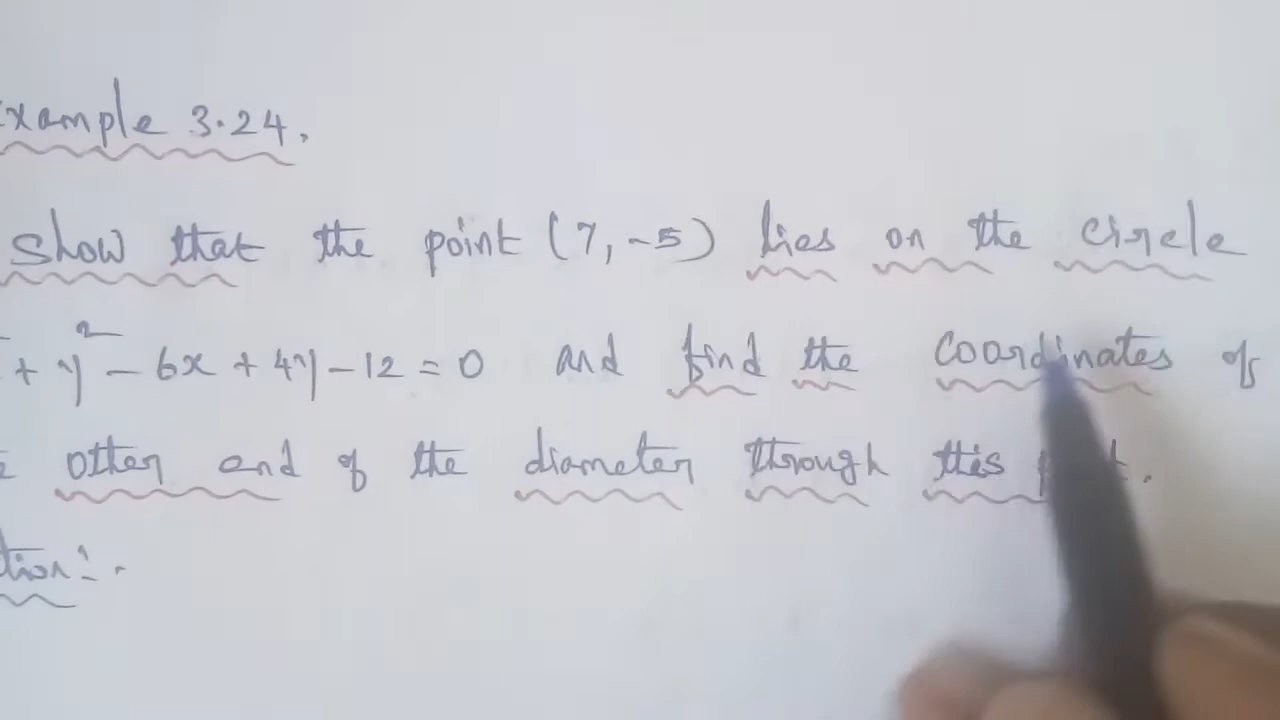 xample 3.24.
Show that the point (7, -5) lies on the circle
+ y² - 6x + 4y - 12 = 0 and find the coordinates of
other end of the diameter through this
tion:-